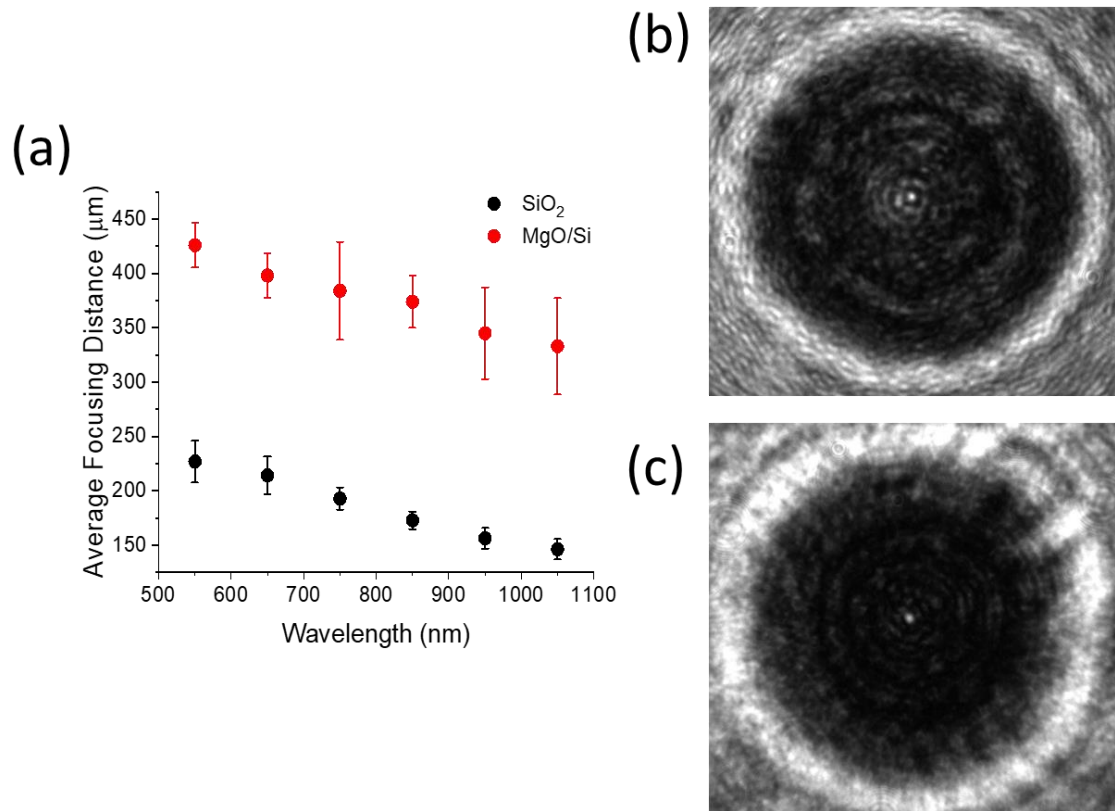 (a)
Average Focusing Distance (μm)
450
400
350
300
250
200
150
SiO₂
MgO/Si
500 600 700 800 900 1000 1100
Wavelength (nm)
(b)
(c)